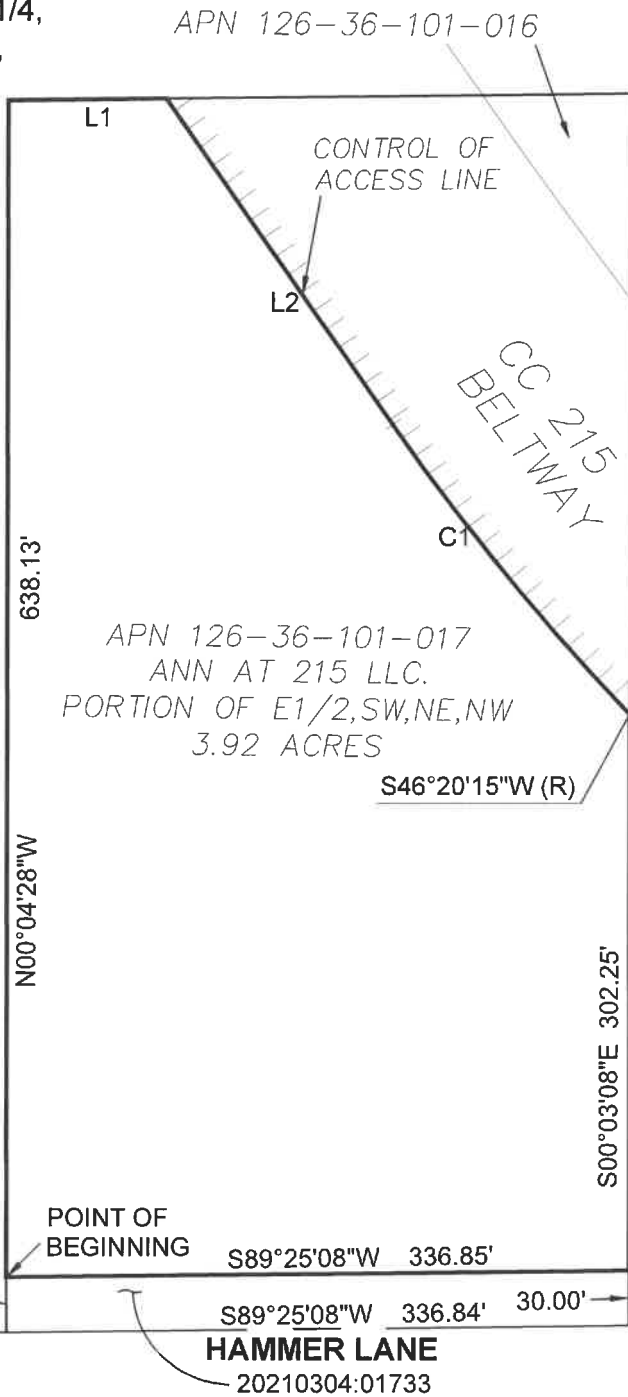 1/4,
APN 126-36-101-016
L1
CONTROL OF
ACCESS LINE
L2
CC 215
BELTWAY
C1
638.13'
APN 126-36-101-017
ANN AT 215 LLC.
PORTION OF E1/2,SW,NE,NW
3.92 ACRES
S46°20'15"W (R)
N00°04'28"W
S00°03'08"E 302.25'
POINT OF
BEGINNING
S89°25'08"W 336.85'
S89°25'08"W 336.84' 30.00'
HAMMER LANE
20210304:01733